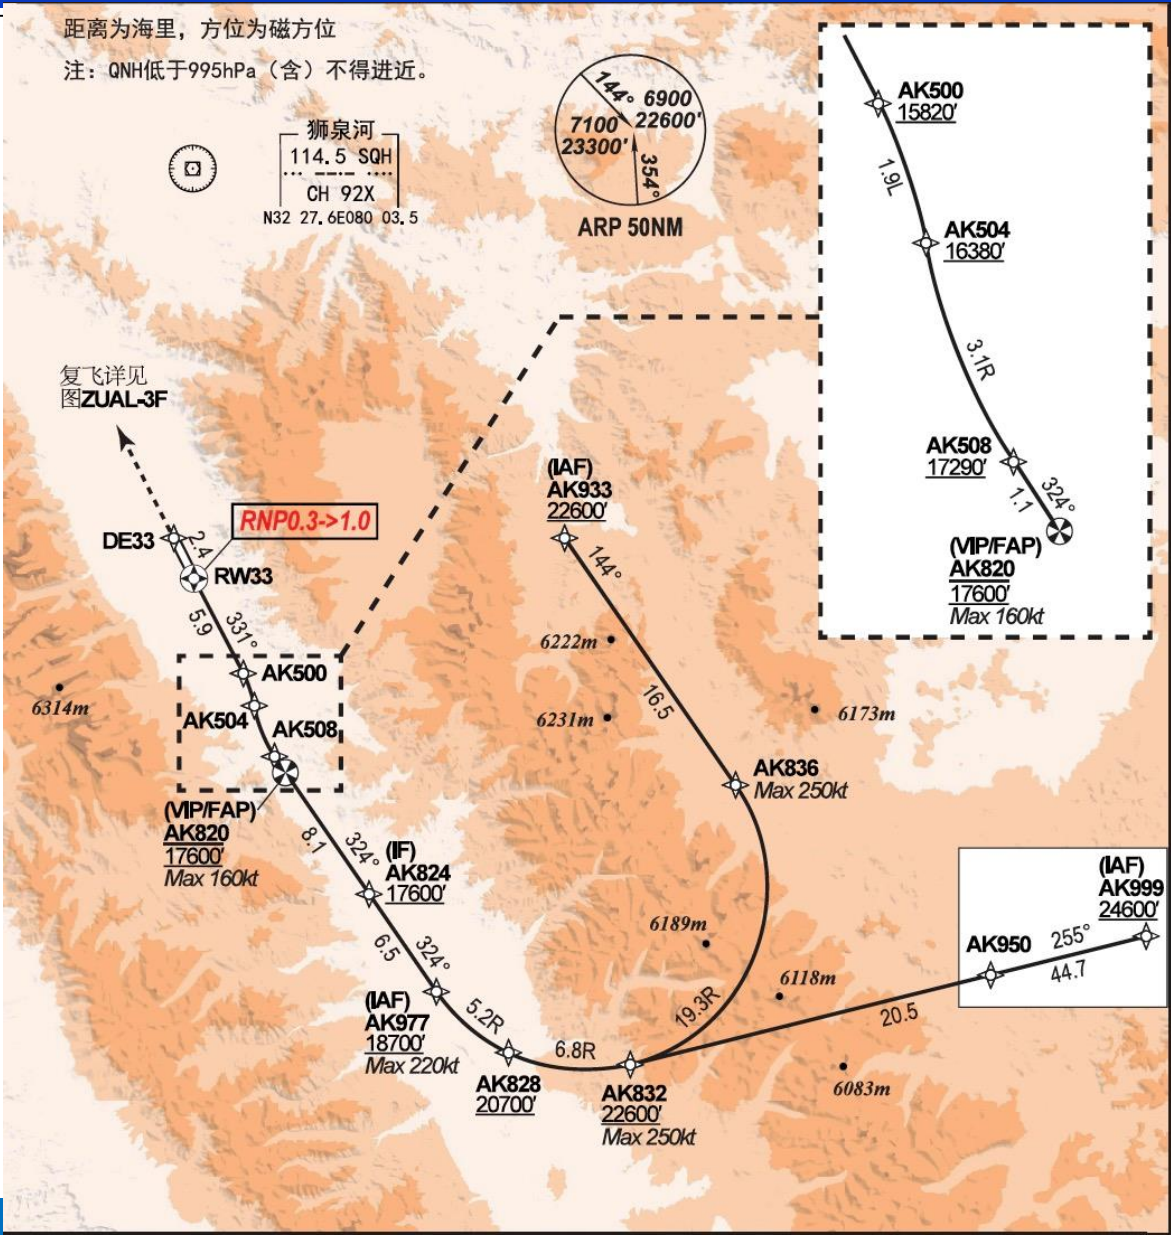 距离为海里，方位为磁方位
注：QNH低于995hPa（含）不得进近。
狮泉河
114.5 SQH
CH 92X
N32 27.6E080 03.5
144°
6900
22600'
7100
23300'
354°
ARP 50NM
AK500
15820'
1.9L
AK504
16380'
3.1R
AK508
17290'
1.1
324°
(VIP/FAP)
AK820
17600'
Max 160kt
复飞详见
图ZUAL-3F
RNP0.3->1.0
DE33
2.4
RW33
5.9
331°
AK500
AK504
AK508
(VIP/FAP)
AK820
17600'
Max 160kt
8.1
324°
(IF)
AK824
17600'
6.5
324°
(IAF)
AK977
18700'
Max 220kt
5.2R
AK828
20700'
6.8R
AK832
22600'
Max 250kt
19.3R
(IAF)
AK933
22600'
144°
16.5
AK836
Max 250kt
20.5
AK950
255°
44.7
(IAF)
AK999
24600'
6314m
6222m
6231m
6173m
6189m
6118m
6083m